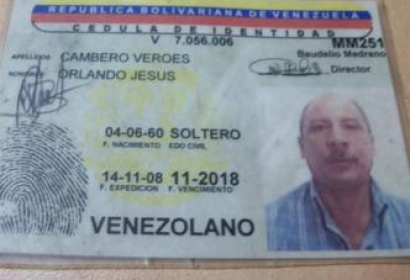 REPUBLICA BOLIVARIANA DE VENEZUELA
CEDULA DE IDENTIDAD
V 7.056.006 MM251
APELLIDOS CAMBERO VEROES Baudelio Medrano
NOMBRES ORLANDO JESUS Director
04-06-60 SOLTERO
F. NACIMIENTO EDO CIVIL
14-11-08 11-2018
F. EXPEDICION F. VENCIMIENTO
VENEZOLANO